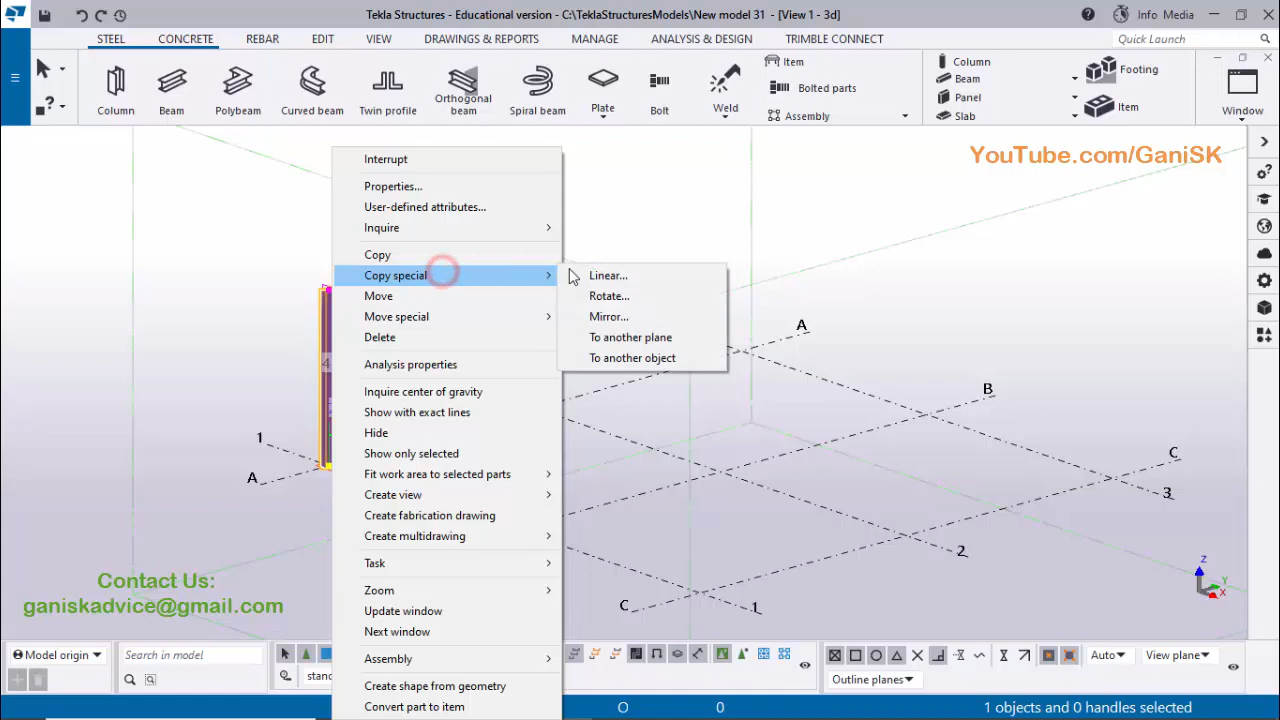 Tekla Structures - Educational version - C:\TeklaStructuresModels\New model 31 - [View 1 - 3d]
Info Media
STEEL
CONCRETE
REBAR
EDIT
VIEW
DRAWINGS & REPORTS
MANAGE
ANALYSIS & DESIGN
TRIMBLE CONNECT
Quick Launch
Column
Beam
Polybeam
Curved beam
Twin profile
Orthogonal
beam
Spiral beam
Plate
Bolt
Weld
Item
Bolted parts
Assembly
Column
Beam
Panel
Slab
Footing
Item
Window
YouTube.com/GaniSK
Interrupt
Properties...
User-defined attributes...
Inquire
Copy
Copy special
Move
Move special
Delete
Analysis properties
Inquire center of gravity
Show with exact lines
Hide
Show only selected
Fit work area to selected parts
Create view
Create fabrication drawing
Create multidrawing
Task
Zoom
Update window
Next window
Assembly
Create shape from geometry
Convert part to item
Linear...
Rotate...
Mirror...
To another plane
To another object
A
B
C
3
2
1
C
1
A
4
Z
Y
X
Contact Us:
ganiskadvice@gmail.com
Model origin
Search in model
stand
Auto
View plane
Outline planes
O
0
1 objects and 0 handles selected